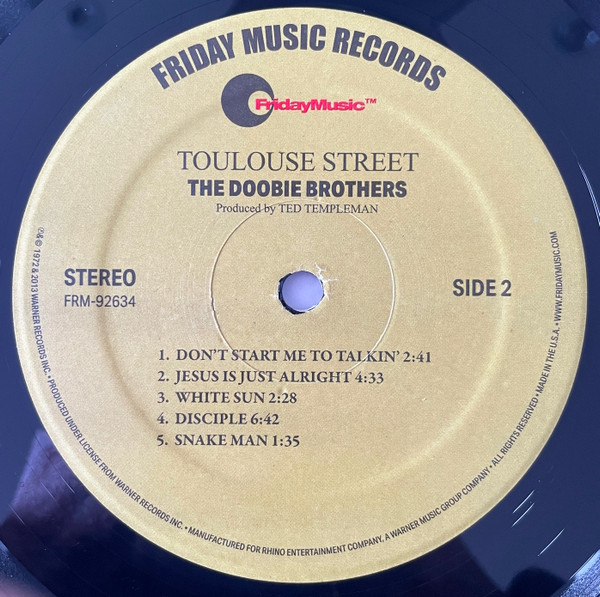 FRIDAY MUSIC RECORDS
FridayMusic™
TOULOUSE STREET
THE DOOBIE BROTHERS
Produced by TED TEMPLEMAN
STEREO
FRM-92634
SIDE 2
1. DON'T START ME TO TALKIN' 2:41
2. JESUS IS JUST ALRIGHT 4:33
3. WHITE SUN 2:28
4. DISCIPLE 6:42
5. SNAKE MAN 1:35
℗&© 1972 & 2013 WARNER RECORDS INC. • PRODUCED UNDER LICENSE FROM WARNER RECORDS INC. • MANUFACTURED FOR RHINO ENTERTAINMENT COMPANY. A WARNER MUSIC GROUP COMPANY • ALL RIGHTS RESERVED • MADE IN THE U.S.A. • WWW.FRIDAYMUSIC.COM